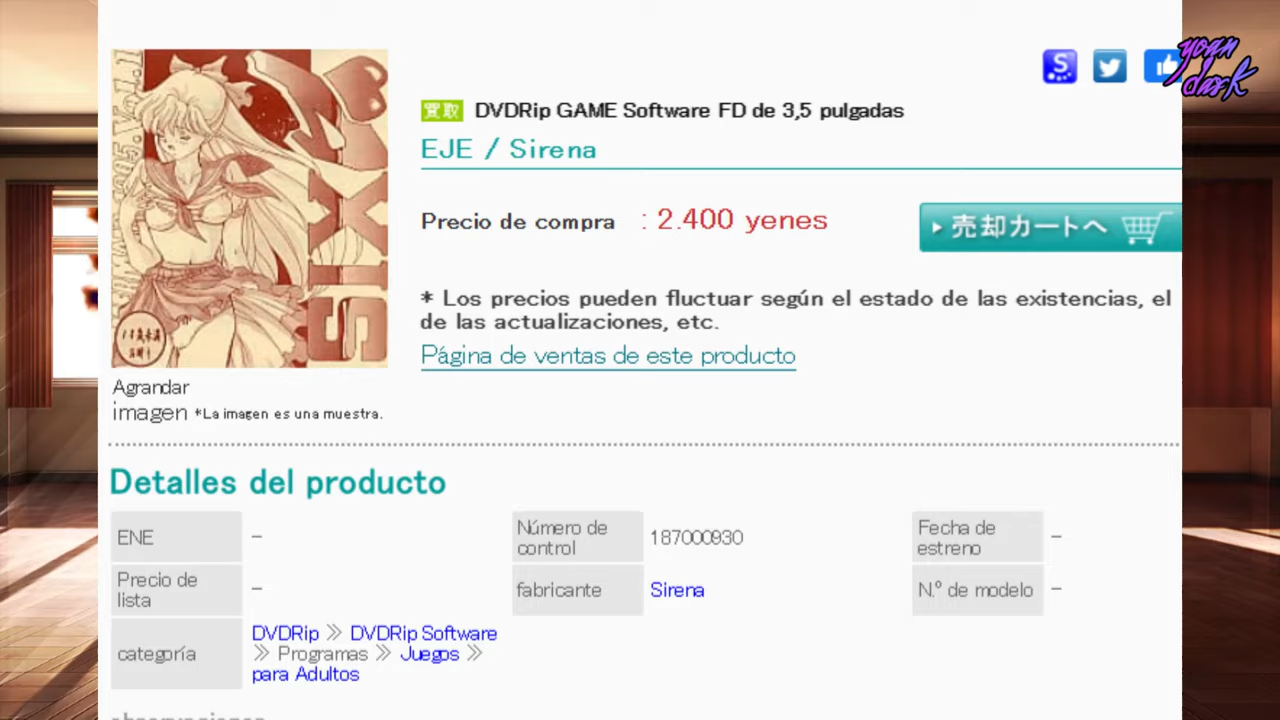 yoan
dark
買取 DVDRip GAME Software FD de 3,5 pulgadas
EJE / Sirena
Precio de compra : 2.400 yenes
売却カートへ
* Los precios pueden fluctuar según el estado de las existencias, el
de las actualizaciones, etc.
Página de ventas de este producto
Agrandar
imagen *La imagen es una muestra.
Detalles del producto
ENE –
Número de
control 187000930
Fecha de
estreno –
Precio de
lista –
fabricante Sirena
N.º de modelo –
categoría
DVDRip » DVDRip Software
» Programas » Juegos »
para Adultos